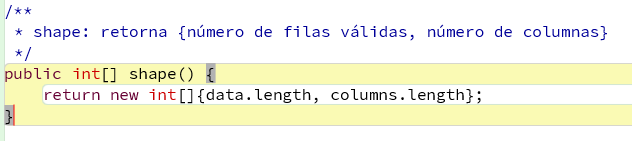 /**
 * shape: retorna {número de filas válidas, número de columnas}
 */
public int[] shape() {
    return new int[]{data.length, columns.length};
}